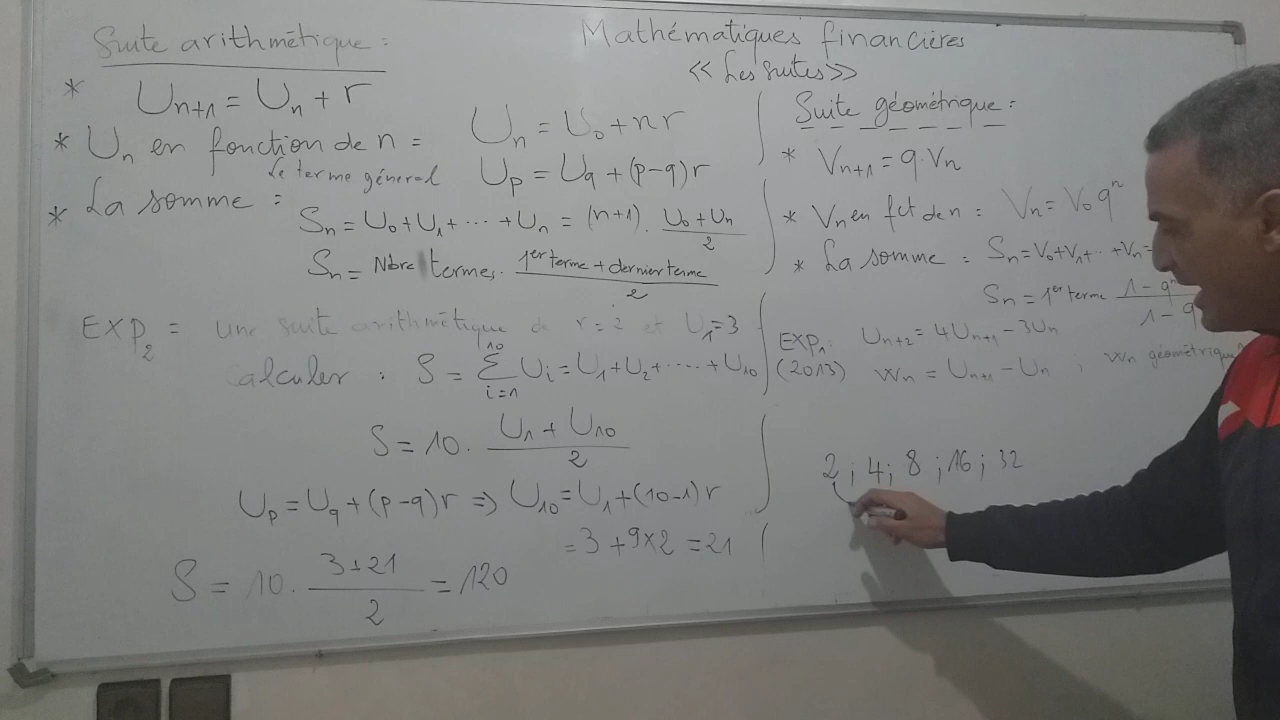 Mathématiques financières
<< Les suites >>
Suite arithmétique :
* Un+1 = Un + r
* Un en fonction de n = Un = U0 + nr
Le terme géneral Up = Uq + (p-q)r
* La somme :
Sn = U0 + U1 + ... + Un = (n+1) . (U0 + Un)/2
Sn = Nbre termes . (1er terme + dernier terme)/2
EXP2 = une suite arithmétique de r = 2 et U1 = 3
calculer : S = Σ(i=1 → 10) Ui = U1 + U2 + ..... + U10
S = 10 . (U1 + U10)/2
Up = Uq + (p-q)r => U10 = U1 + (10-1)r
= 3 + 9x2 = 21
S = 10 . (3+21)/2 = 120
Suite géométrique :
* Vn+1 = q.Vn
* Vn en fct de n : Vn = V0 q^n
* La somme : Sn = V0 + V1 + .. + Vn =
Sn = 1er terme (1 - q^n)/(1 - q)
EXP1 : Un+2 = 4Un+1 - 3Un
(2013) Wn = Un+1 - Un , Wn géométrique
2 ; 4 ; 8 ; 16 ; 32